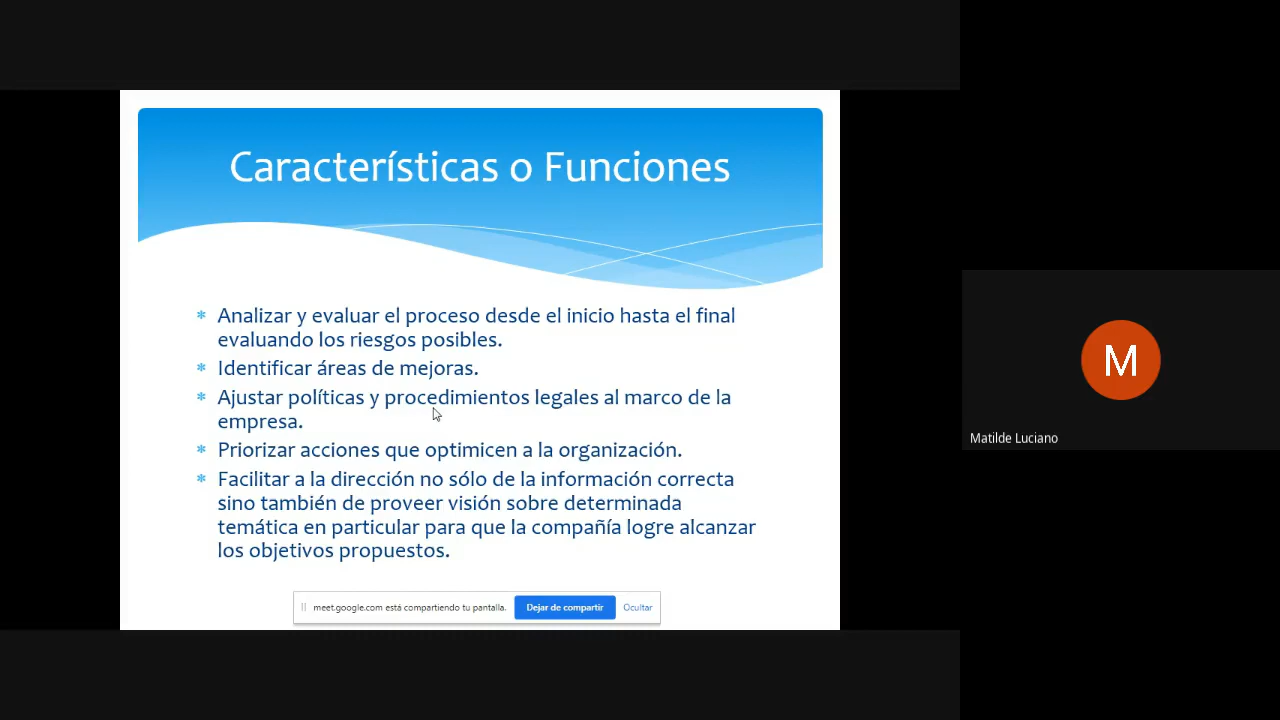 Características o Funciones
* Analizar y evaluar el proceso desde el inicio hasta el final
evaluando los riesgos posibles.
* Identificar áreas de mejoras.
* Ajustar políticas y procedimientos legales al marco de la
empresa.
* Priorizar acciones que optimicen a la organización.
* Facilitar a la dirección no sólo de la información correcta
sino también de proveer visión sobre determinada
temática en particular para que la compañía logre alcanzar
los objetivos propuestos.
meet.google.com está compartiendo tu pantalla. Dejar de compartir Ocultar
M
Matilde Luciano